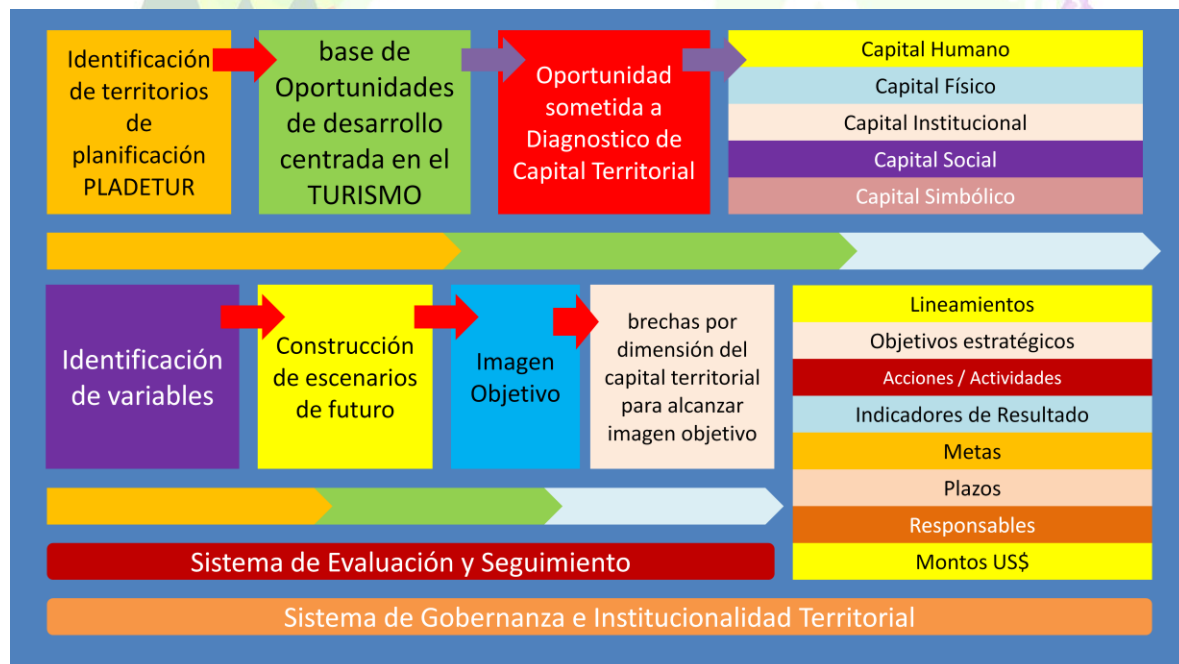 Identificación
de territorios
de
planificación
PLADETUR
base de
Oportunidades
de desarrollo
centrada en el
TURISMO
Oportunidad
sometida a
Diagnostico de
Capital Territorial
Capital Humano
Capital Físico
Capital Institucional
Capital Social
Capital Simbólico
Identificación
de variables
Construcción
de escenarios
de futuro
Imagen
Objetivo
brechas por
dimensión del
capital territorial
para alcanzar
imagen objetivo
Lineamientos
Objetivos estratégicos
Acciones / Actividades
Indicadores de Resultado
Metas
Plazos
Responsables
Montos US$
Sistema de Evaluación y Seguimiento
Sistema de Gobernanza e Institucionalidad Territorial